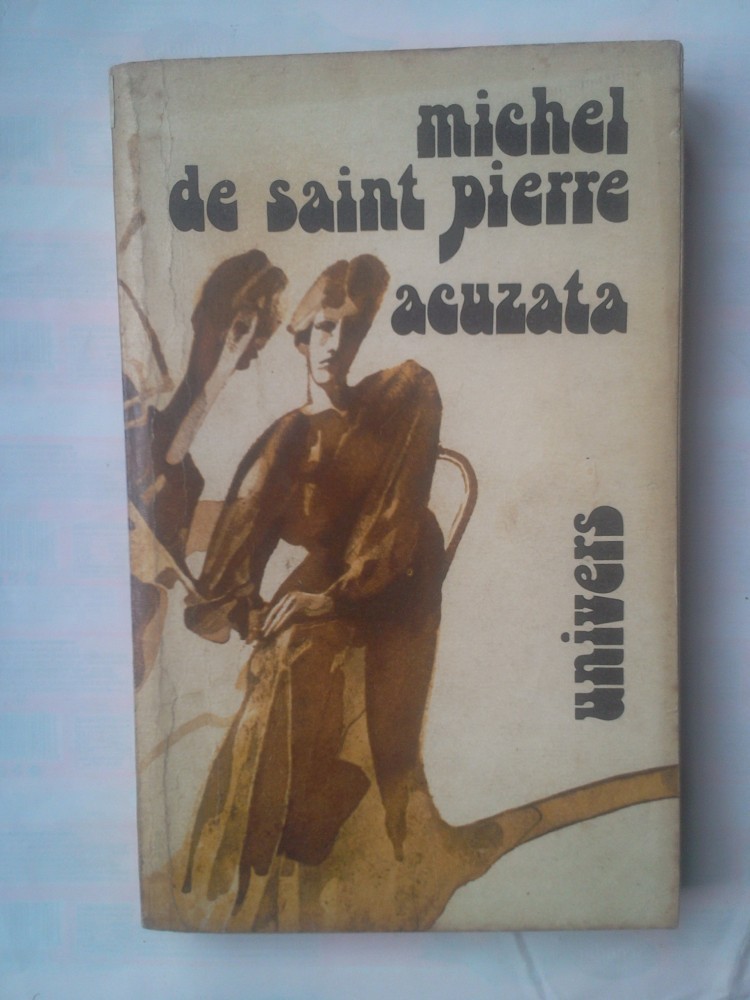 michel
de saint pierre
acuzata
univers